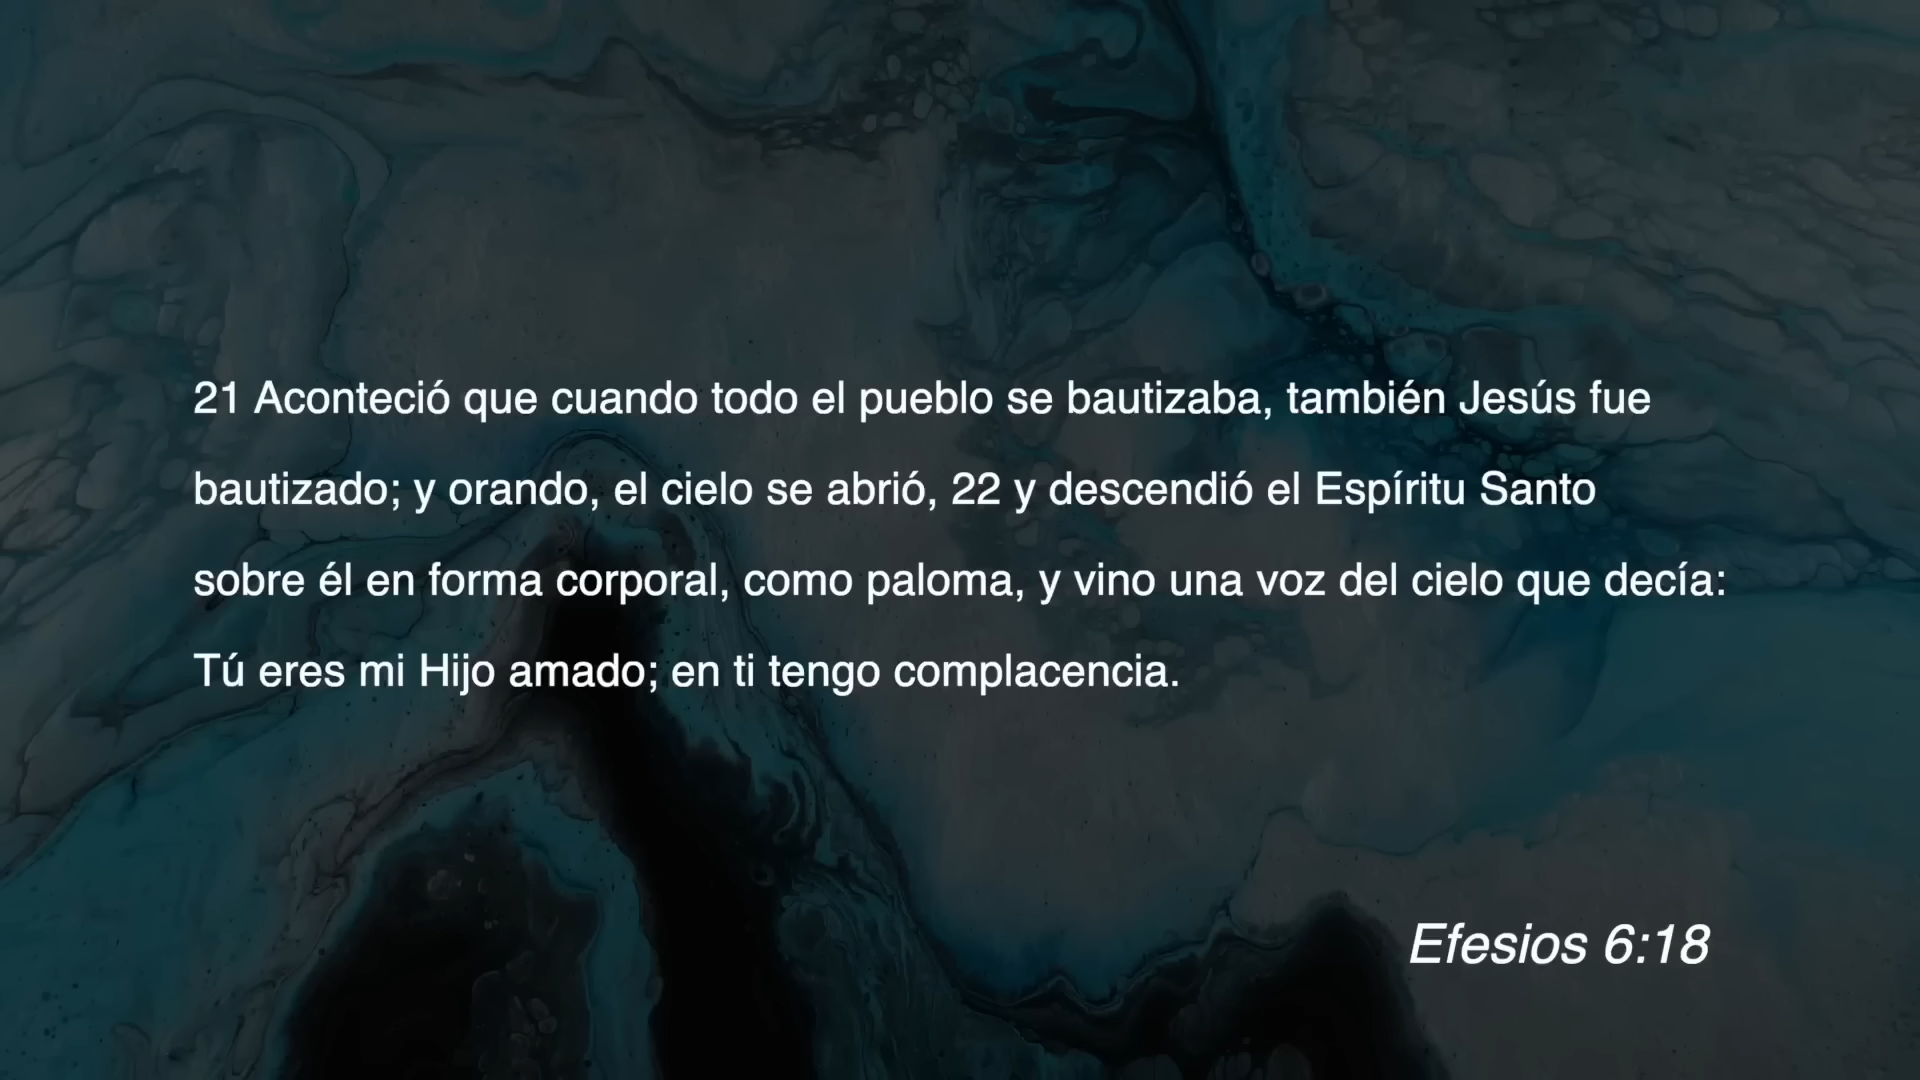 21 Aconteció que cuando todo el pueblo se bautizaba, también Jesús fue
bautizado; y orando, el cielo se abrió, 22 y descendió el Espíritu Santo
sobre él en forma corporal, como paloma, y vino una voz del cielo que decía:
Tú eres mi Hijo amado; en ti tengo complacencia.
Efesios 6:18